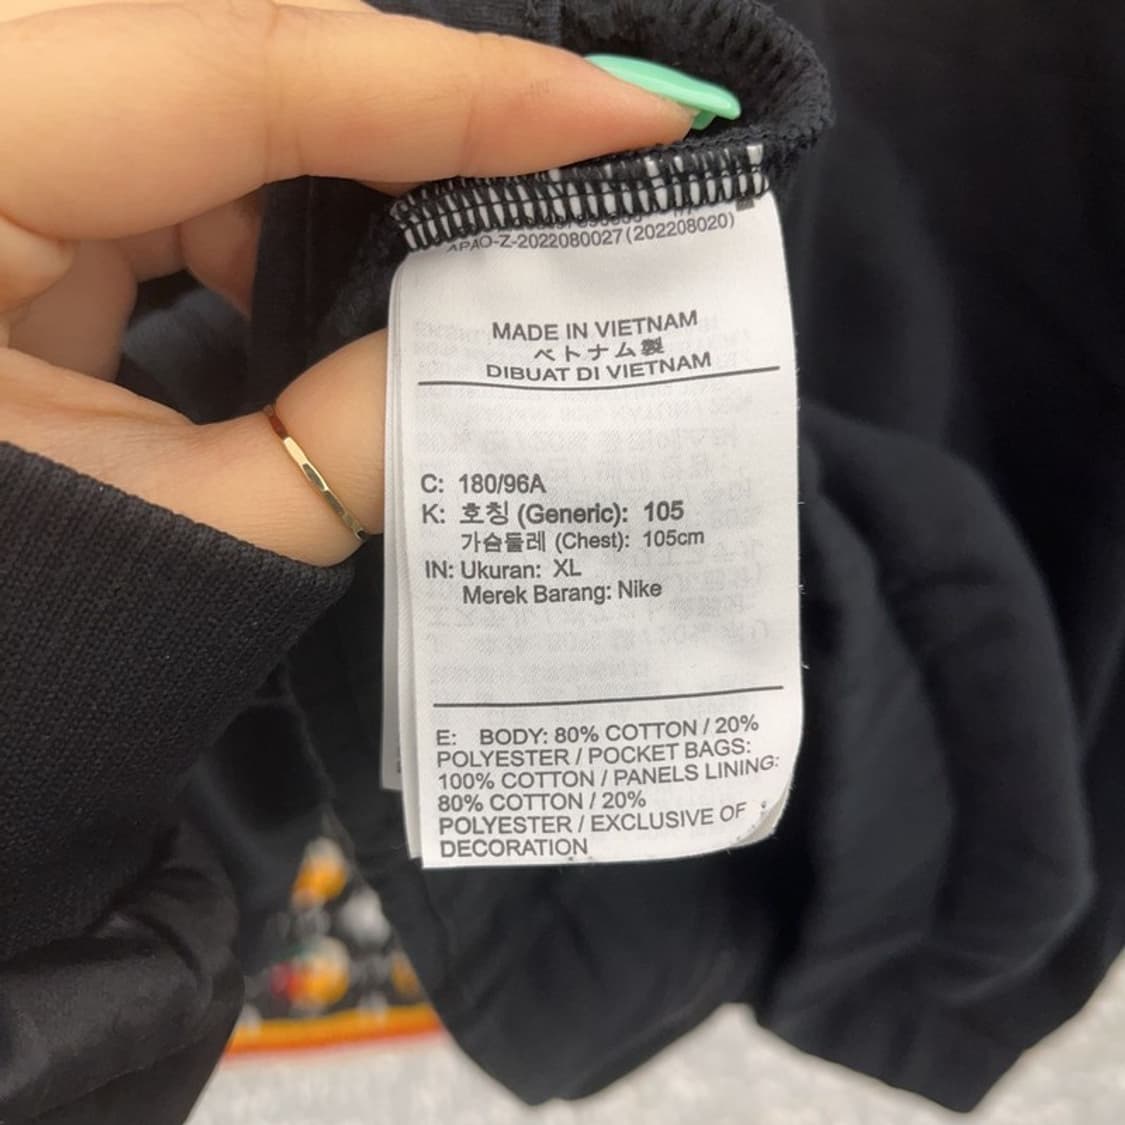 APAO-Z-2022080027 (202208020)
MADE IN VIETNAM
ベトナム製
DIBUAT DI VIETNAM
C: 180/96A
K: 호칭 (Generic): 105
가슴둘레 (Chest): 105cm
IN: Ukuran: XL
Merek Barang: Nike
E: BODY: 80% COTTON / 20%
POLYESTER / POCKET BAGS:
100% COTTON / PANELS LINING:
80% COTTON / 20%
POLYESTER / EXCLUSIVE OF
DECORATION